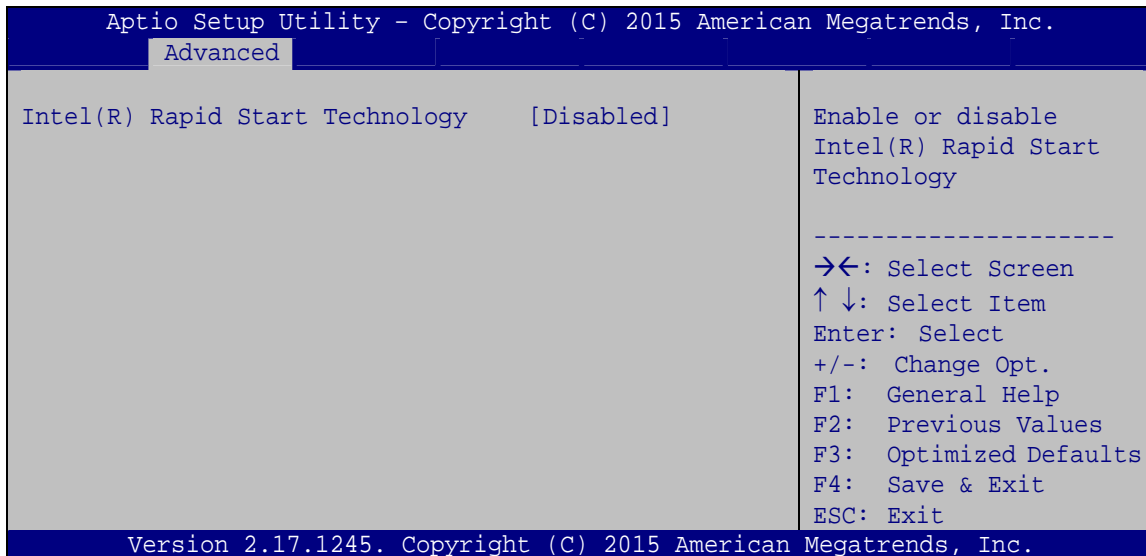 Aptio Setup Utility – Copyright (C) 2015 American Megatrends, Inc.
Advanced
Intel(R) Rapid Start Technology [Disabled]
Enable or disable
Intel(R) Rapid Start
Technology
---------------------
→←: Select Screen
↑ ↓: Select Item
Enter: Select
+/-: Change Opt.
F1: General Help
F2: Previous Values
F3: Optimized Defaults
F4: Save & Exit
ESC: Exit
Version 2.17.1245. Copyright (C) 2015 American Megatrends, Inc.